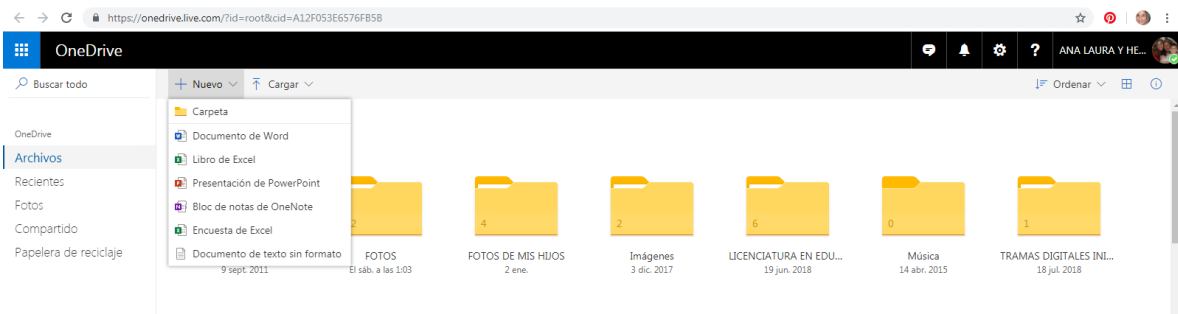 https://onedrive.live.com/?id=root&cid=A12F053E6576FB5B
OneDrive
ANA LAURA Y HE...
Buscar todo
Nuevo
Cargar
Ordenar
Carpeta
Documento de Word
Libro de Excel
Presentación de PowerPoint
Bloc de notas de OneNote
Encuesta de Excel
Documento de texto sin formato
OneDrive
Archivos
Recientes
Fotos
Compartido
Papelera de reciclaje
2
4
2
6
0
1
FOTOS
FOTOS DE MIS HIJOS
Imágenes
LICENCIATURA EN EDU...
Música
TRAMAS DIGITALES INI...
9 sept. 2011
El sáb. a las 1:03
2 ene.
3 dic. 2017
19 jun. 2018
14 abr. 2015
18 jul. 2018